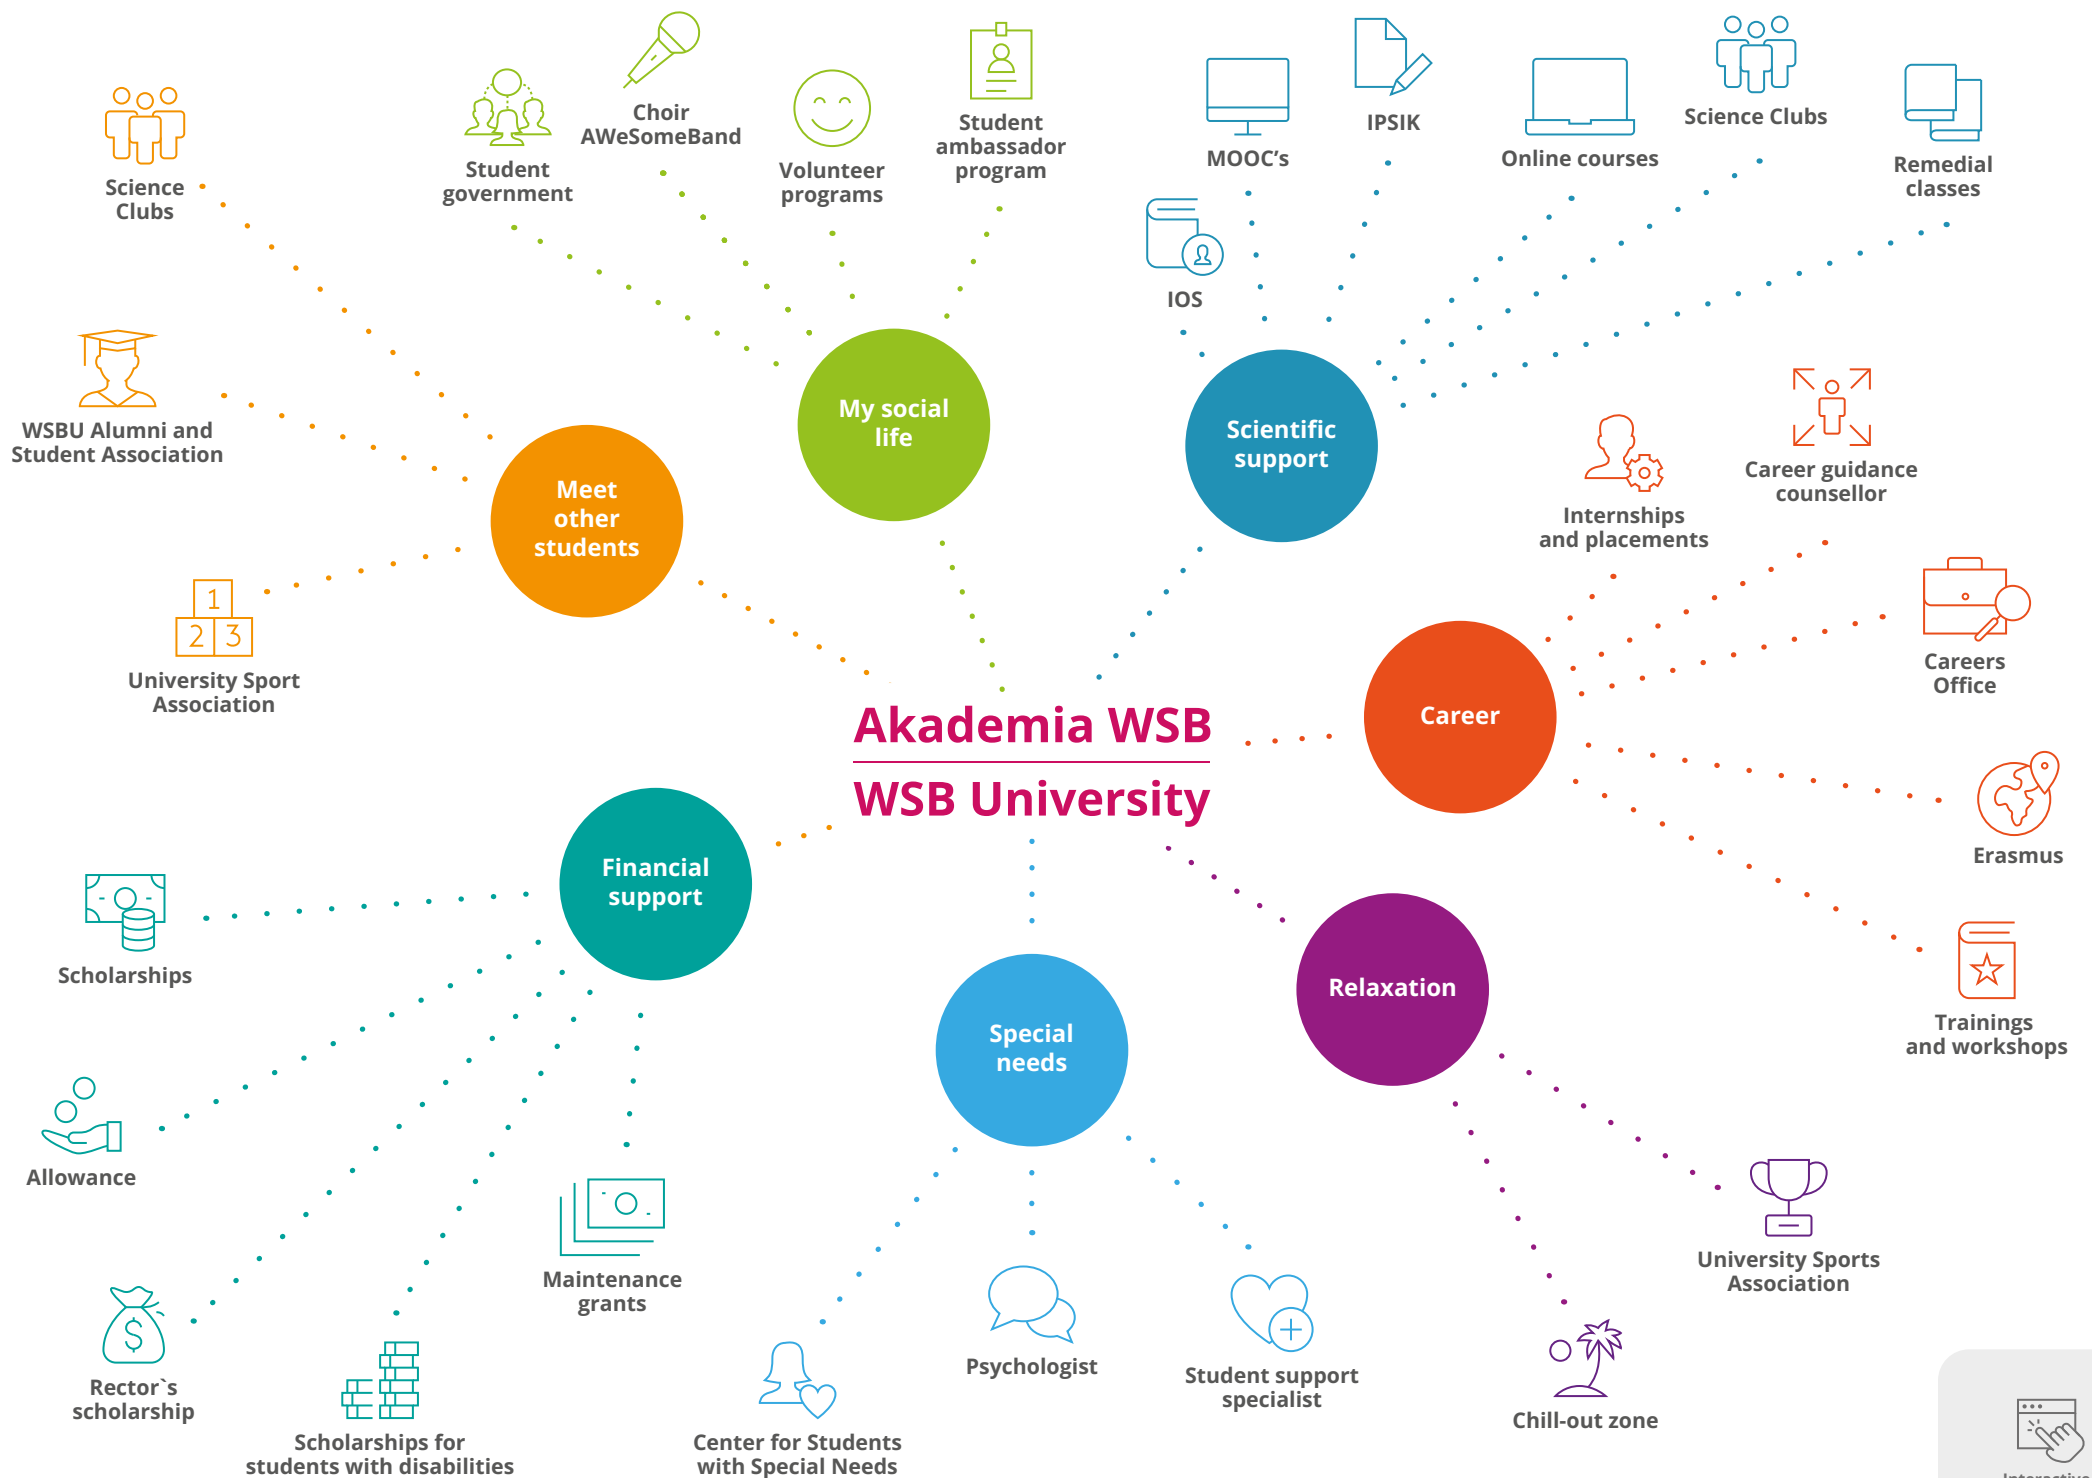 Choir
AWeSomeBand
Student
government
Volunteer
programs
Student
ambassador
program
MOOC's
IPSIK
Online courses
Science Clubs
Remedial
classes
IOS
Science
Clubs
WSBU Alumni and
Student Association
University Sport
Association
1
2 3
Meet
other
students
My social
life
Scientific
support
Internships
and placements
Career guidance
counsellor
Careers
Office
Career
Erasmus
Trainings
and workshops
Akademia WSB
WSB University
Financial
support
Scholarships
Allowance
Rector`s
scholarship
$
Scholarships for
students with disabilities
Maintenance
grants
Special
needs
Center for Students
with Special Needs
Psychologist
Student support
specialist
Relaxation
University Sports
Association
Chill-out zone
Interactive